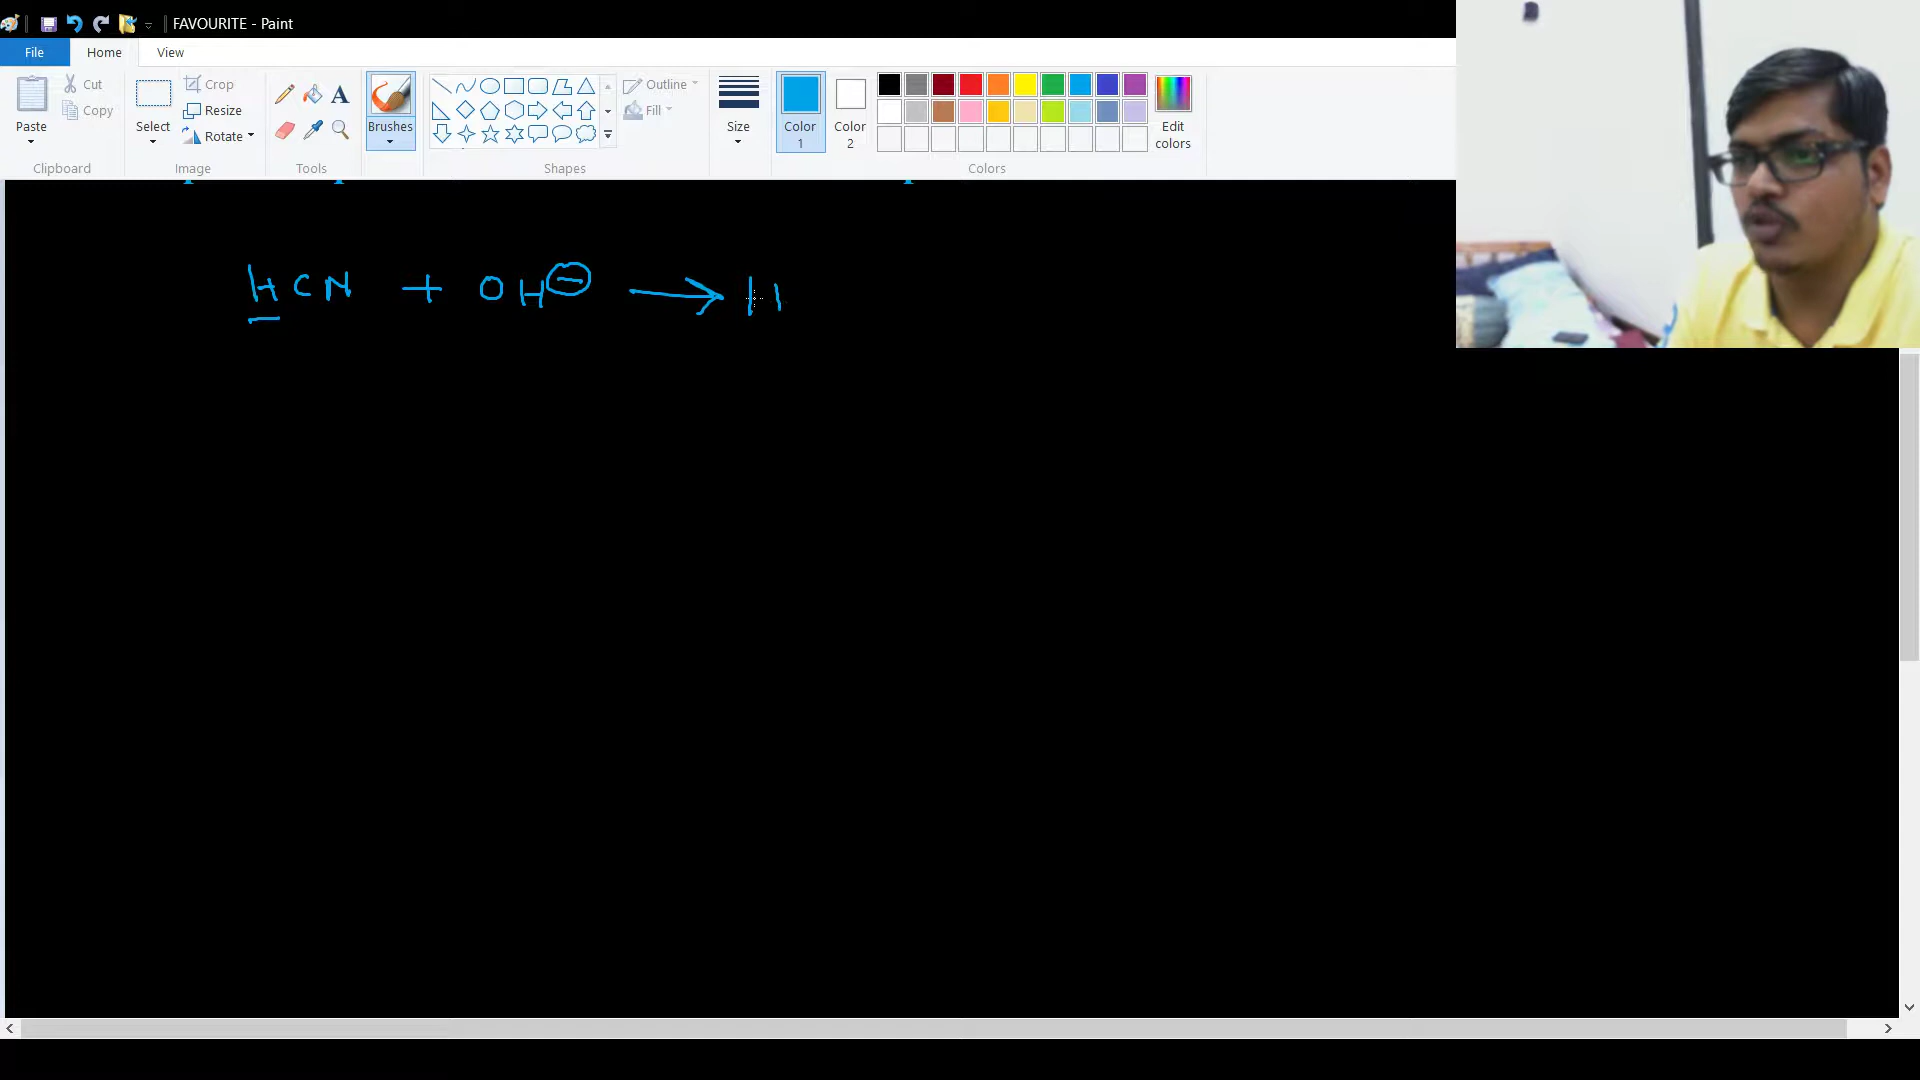 FAVOURITE - Paint
File Home View
Cut Crop Outline
Copy Resize Fill
Paste Select Rotate A Brushes Size Color 1 Color 2 Edit colors
Clipboard Image Tools Shapes Colors
HCN + OH⊖ → H